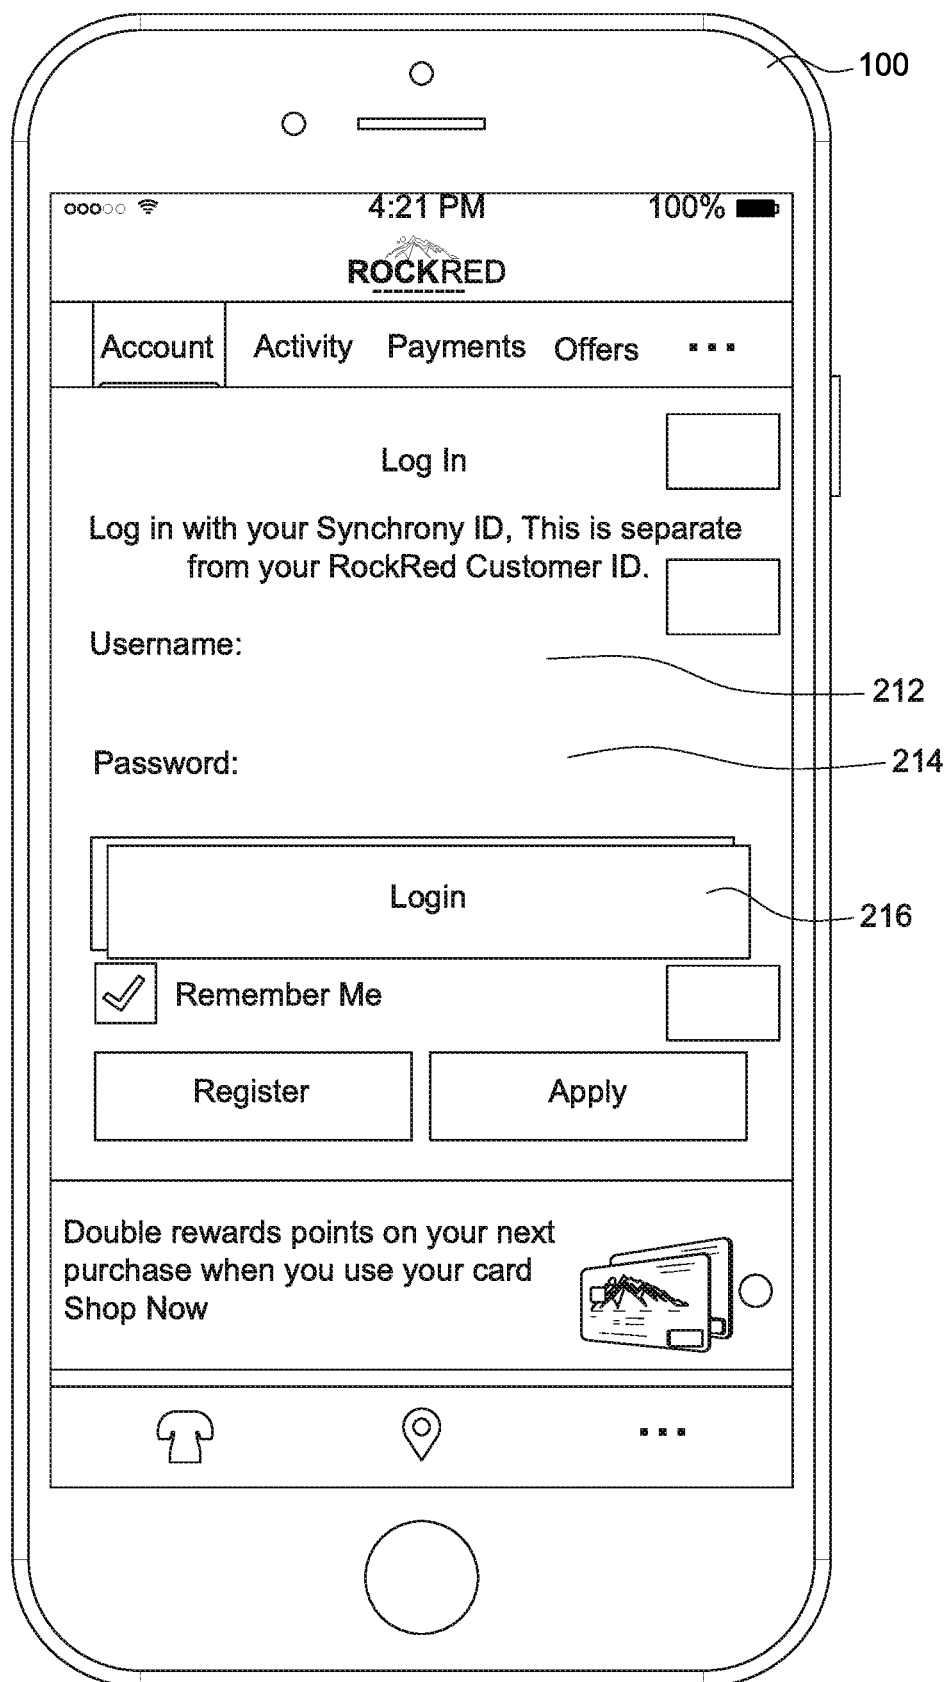 100
4:21 PM 100%
ROCKRED
Account Activity Payments Offers
Log In
Log in with your Synchrony ID, This is separate
from your RockRed Customer ID.
Username:
212
Password:
214
Login
216
Remember Me
Register Apply
Double rewards points on your next
purchase when you use your card
Shop Now